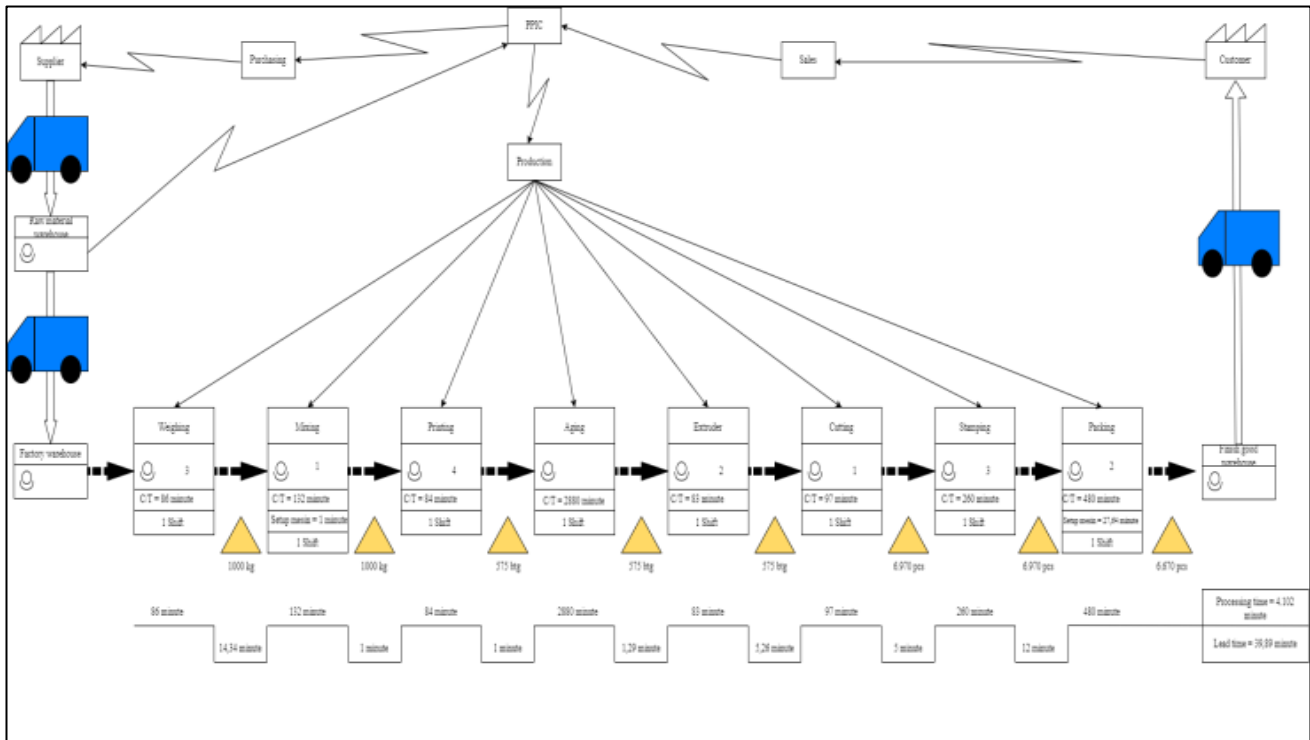 PPIC
Supplier
Purchasing
Sales
Customer
Production
Raw material
warehouse
Factory warehouse
Weighing
3
C/T = 86 minute
1 Shift
Mixing
1
C/T = 132 minute
Setup mesin = 1 minute
1 Shift
Printing
4
C/T = 84 minute
1 Shift
Aging
C/T = 2880 minute
1 Shift
Extruder
2
C/T = 83 minute
1 Shift
Cutting
1
C/T = 97 minute
1 Shift
Stamping
3
C/T = 260 minute
1 Shift
Packing
2
C/T = 480 minute
Setup mesin = 27,64 minute
1 Shift
Finish good
warehouse
1000 kg
1000 kg
575 btg
575 btg
575 btg
6.970 pcs
6.970 pcs
6.670 pcs
86 minute
132 minute
84 minute
2880 minute
83 minute
97 minute
260 minute
480 minute
14,34 minute
1 minute
1 minute
1,29 minute
5,26 minute
5 minute
12 minute
Processing time = 4,102
minute
Lead time = 39,89 minute